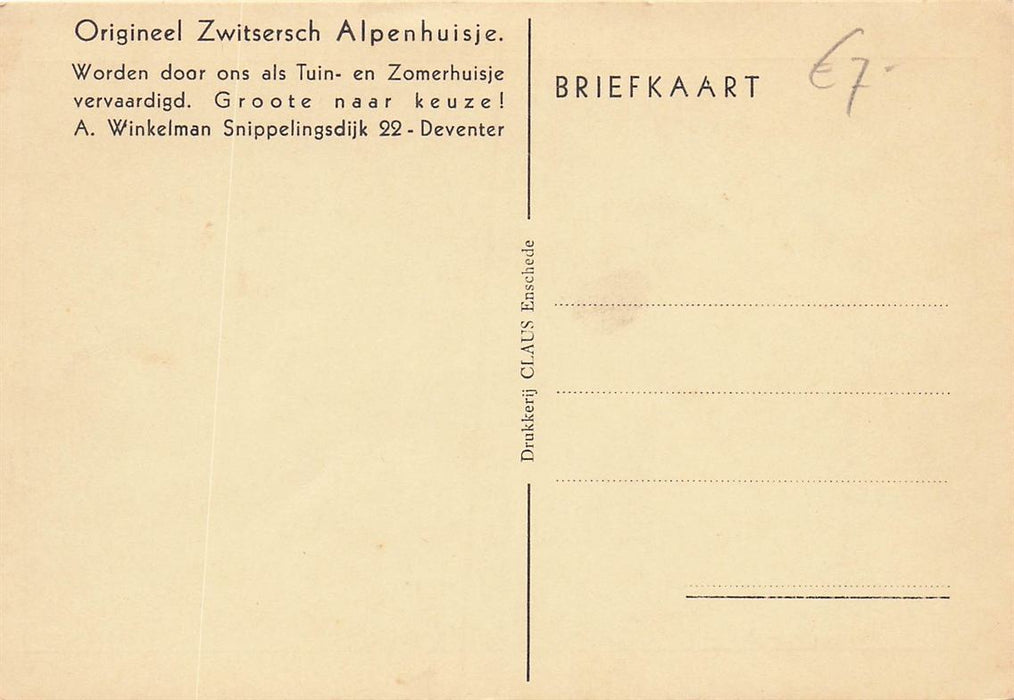 Origineel Zwitsersch Alpenhuisje.
Worden door ons als Tuin- en Zomerhuisje
vervaardigd. Groote naar keuze!
A. Winkelman Snippelingsdijk 22 - Deventer
Drukkerij CLAUS Enschede
BRIEFKAART
€7-